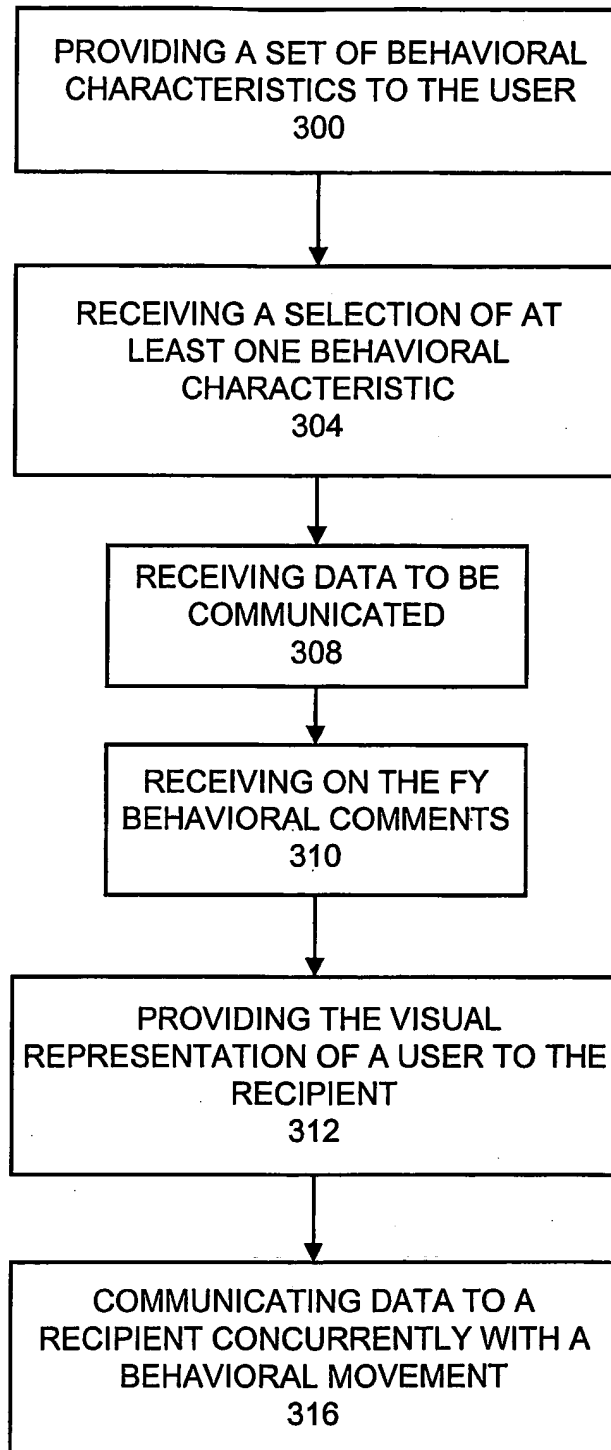 PROVIDING A SET OF BEHAVIORAL
CHARACTERISTICS TO THE USER
300
RECEIVING A SELECTION OF AT
LEAST ONE BEHAVIORAL
CHARACTERISTIC
304
RECEIVING DATA TO BE
COMMUNICATED
308
RECEIVING ON THE FY
BEHAVIORAL COMMENTS
310
PROVIDING THE VISUAL
REPRESENTATION OF A USER TO THE
RECIPIENT
312
COMMUNICATING DATA TO A
RECIPIENT CONCURRENTLY WITH A
BEHAVIORAL MOVEMENT
316